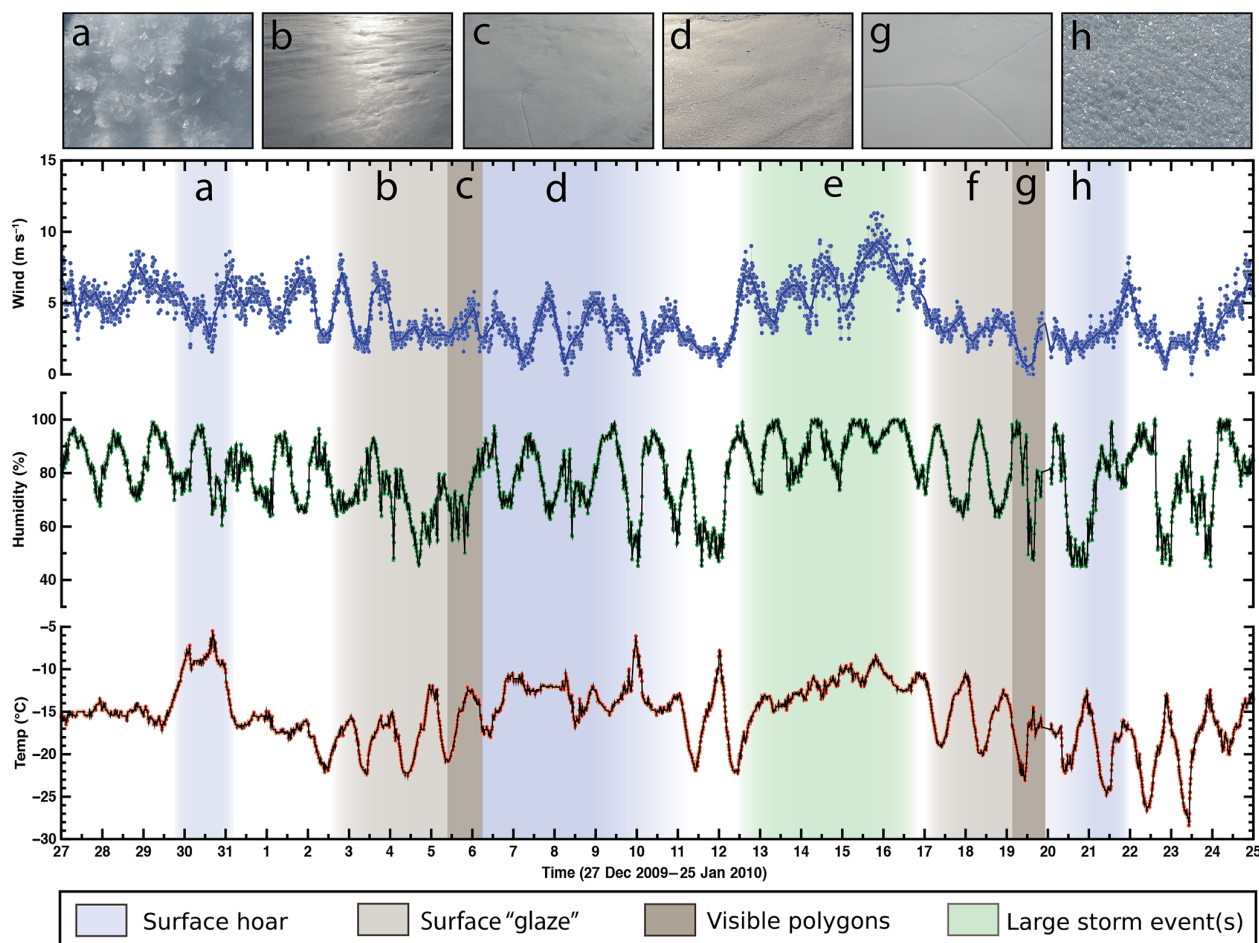 a b c d g h
15
10
5
0
Wind (m s⁻¹)
a b c d e f g h
100
80
60
40
Humidity (%)
−5
−10
−15
−20
−25
−30
Temp (°C)
27 28 29 30 31 1 2 3 4 5 6 7 8 9 10 11 12 13 14 15 16 17 18 19 20 21 22 23 24 25
Time (27 Dec 2009−25 Jan 2010)
Surface hoar Surface “glaze” Visible polygons Large storm event(s)